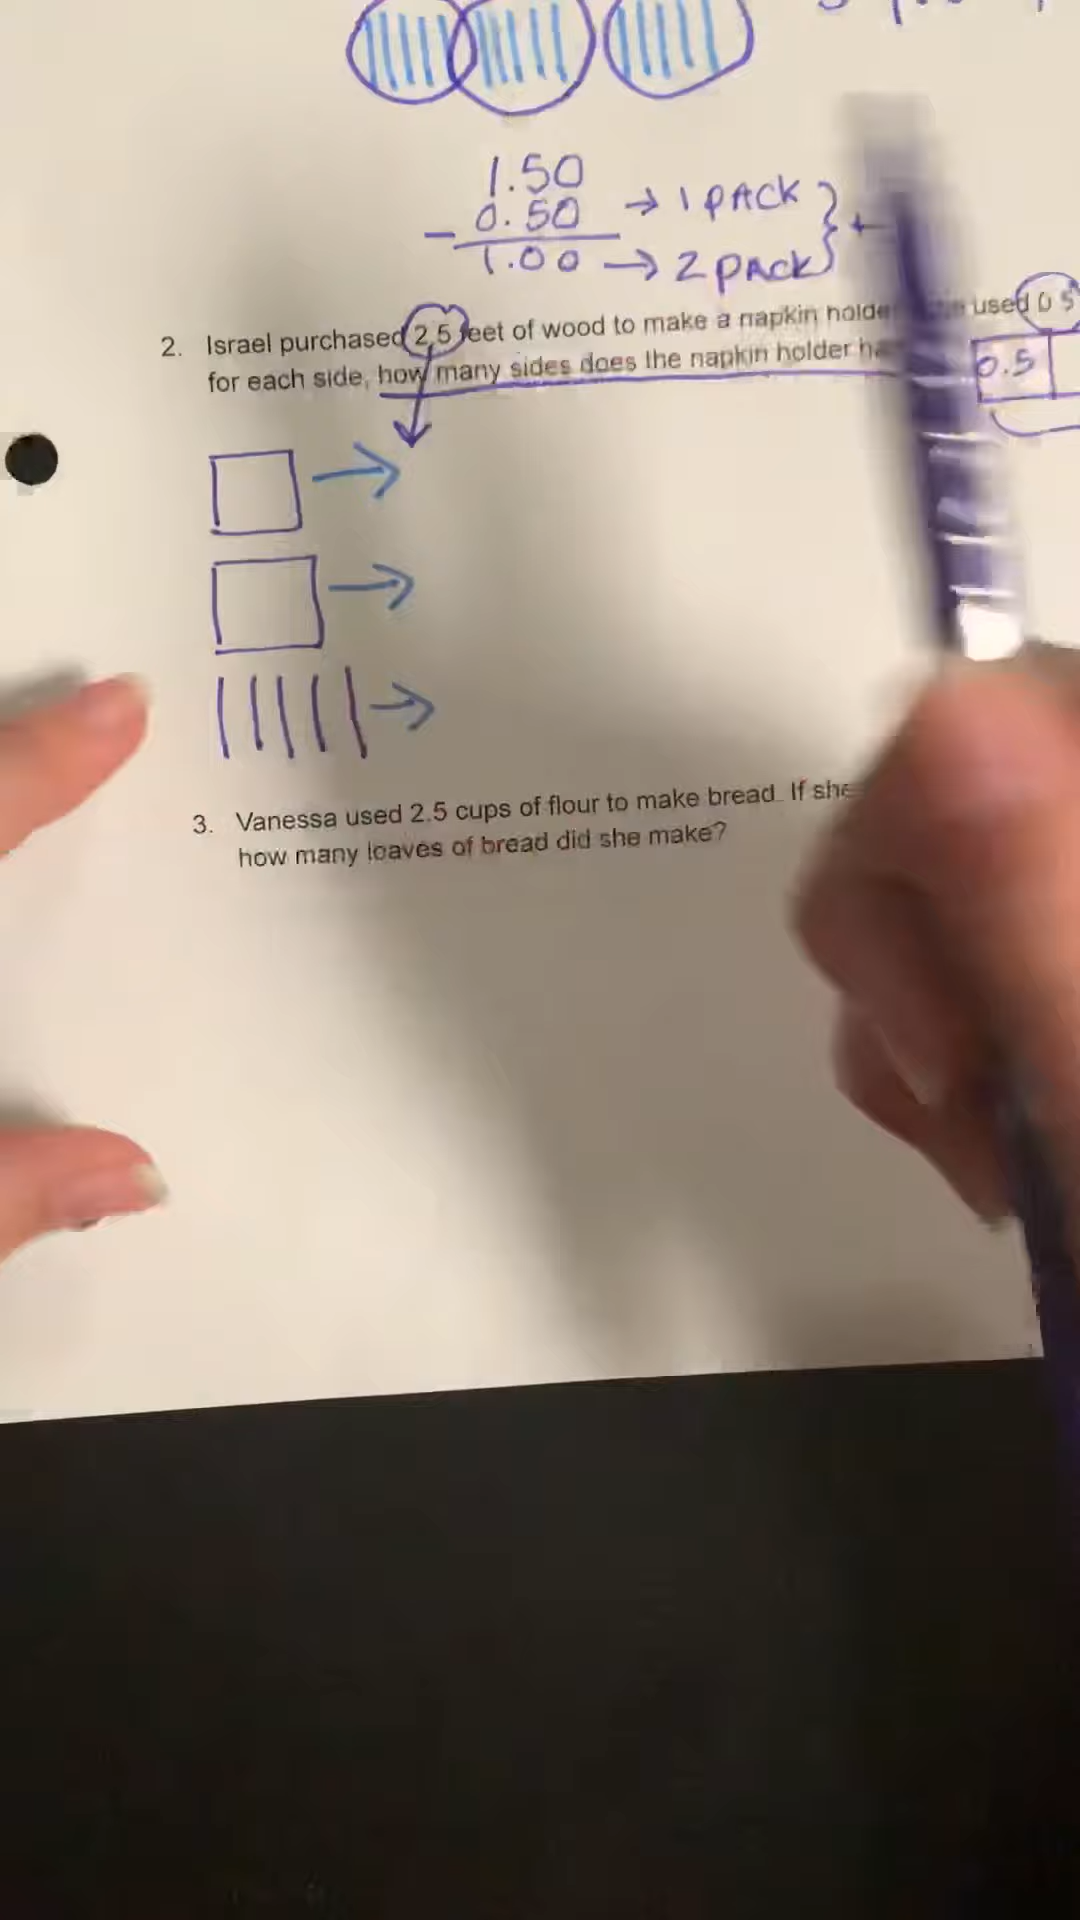 1.50
- 0.50 → 1 PACK
1.00 → 2 PACK
2. Israel purchased 2.5 feet of wood to make a napkin used 0.5
for each side, how many sides does the napkin holder
0.5
3. Vanessa used 2.5 cups of flour to make bread. If she
how many loaves of bread did she make?